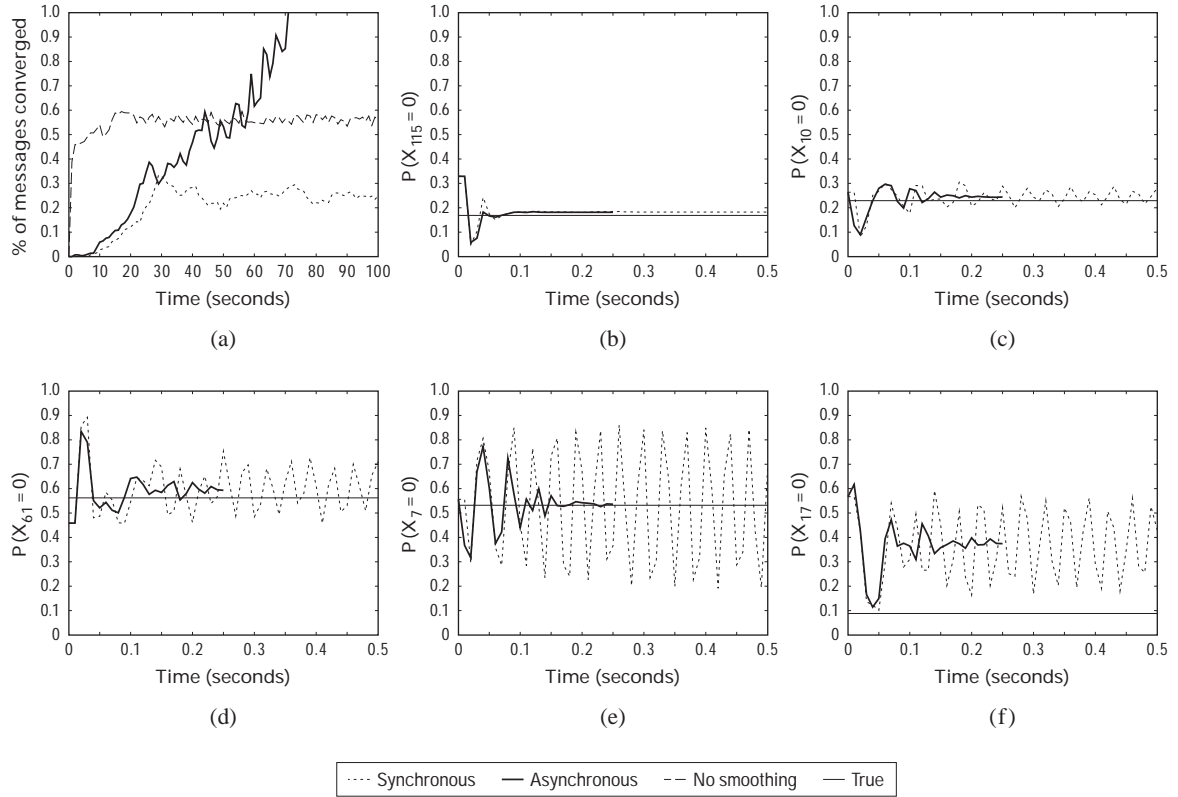 % of messages converged
1.0
0.9
0.8
0.7
0.6
0.5
0.4
0.3
0.2
0.1
0
0 10 20 30 40 50 60 70 80 90 100
Time (seconds)
(a)
P (X115 = 0)
1.0
0.9
0.8
0.7
0.6
0.5
0.4
0.3
0.2
0.1
0
0 0.1 0.2 0.3 0.4 0.5
Time (seconds)
(b)
P (X10 = 0)
1.0
0.9
0.8
0.7
0.6
0.5
0.4
0.3
0.2
0.1
0
0 0.1 0.2 0.3 0.4 0.5
Time (seconds)
(c)
P (X61 = 0)
1.0
0.9
0.8
0.7
0.6
0.5
0.4
0.3
0.2
0.1
0
0 0.1 0.2 0.3 0.4 0.5
Time (seconds)
(d)
P (X7 = 0)
1.0
0.9
0.8
0.7
0.6
0.5
0.4
0.3
0.2
0.1
0
0 0.1 0.2 0.3 0.4 0.5
Time (seconds)
(e)
P (X17 = 0)
1.0
0.9
0.8
0.7
0.6
0.5
0.4
0.3
0.2
0.1
0
0 0.1 0.2 0.3 0.4 0.5
Time (seconds)
(f)
Synchronous Asynchronous No smoothing True